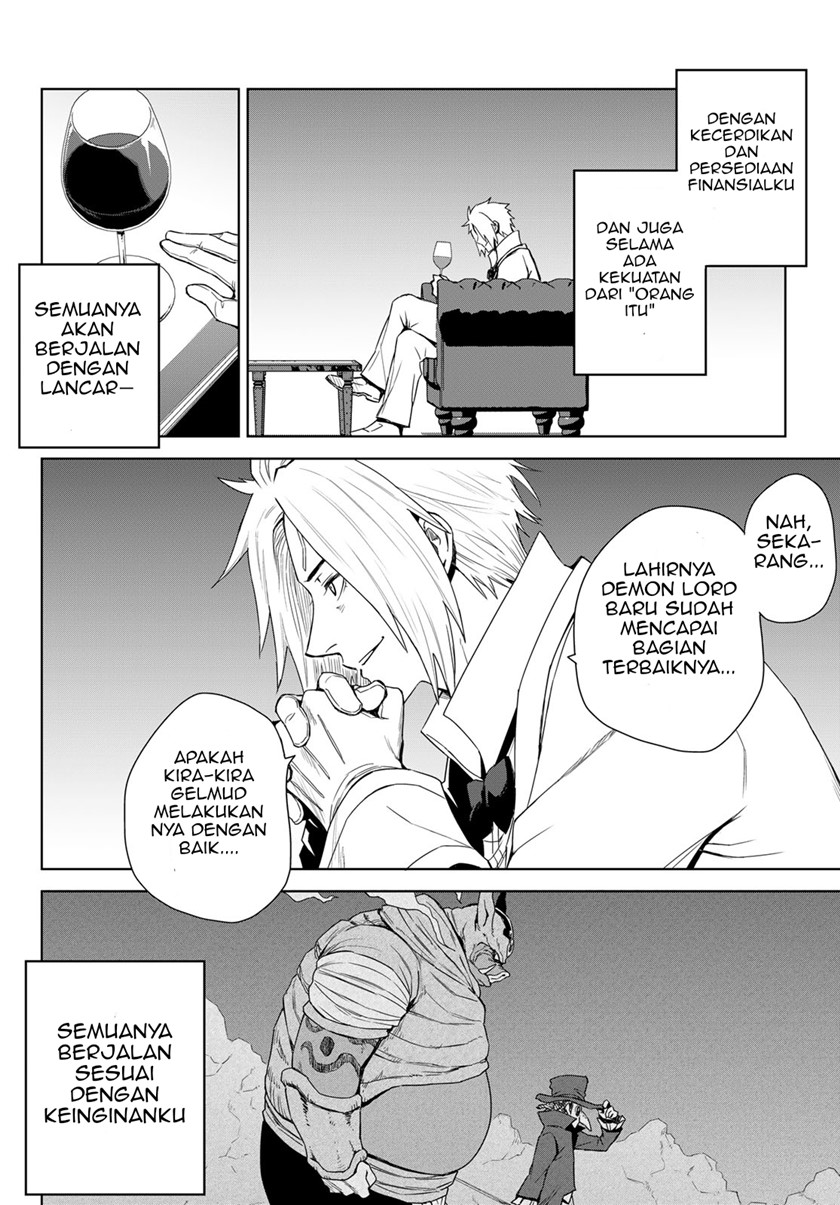 DENGAN
KECERDIKAN
DAN
PERSEDIAAN
FINANSIALKU
DAN JUGA
SELAMA
ADA
KEKUATAN
DARI "ORANG
ITU"
SEMUANYA
AKAN
BERJALAN
DENGAN
LANCAR—
NAH,
SEKA-
RANG...
LAHIRNYA
DEMON LORD
BARU SUDAH
MENCAPAI
BAGIAN
TERBAIKNYA...
APAKAH
KIRA-KIRA
GELMUD
MELAKUKAN
NYA DENGAN
BAIK....
SEMUANYA
BERJALAN
SESUAI
DENGAN
KEINGINANKU